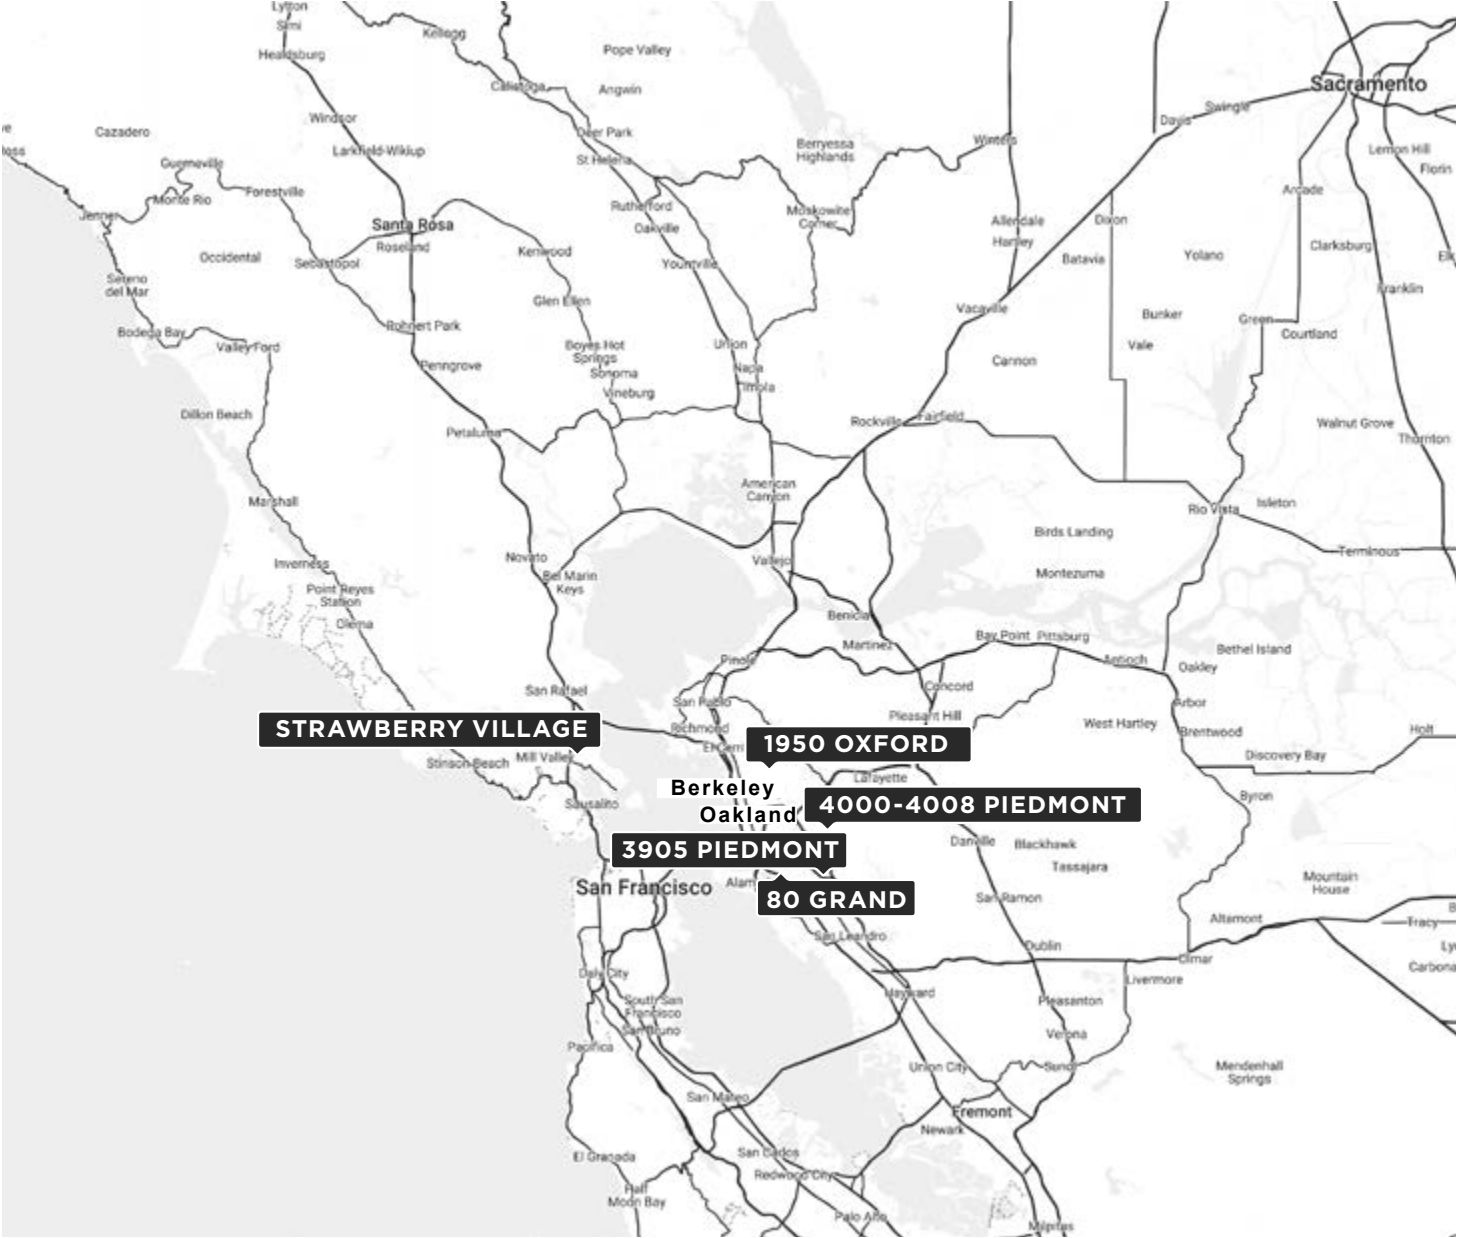 Lytton
Simi
Healdsburg
Kellogg
Pope Valley
Calistoga
Angwin
Sacramento
Swingle
Davis
Windsor
Cazadero
Deer Park
Larkfield-Wikiup
Berryessa
Highlands
Winters
Lemon Hill
Florin
Guerneville
St Helena
Forestville
Monte Rio
Arcade
Jenner
Santa Rosa
Roseland
Rutherford
Oakville
Moskowite
Corner
Allendale
Hartley
Dixon
Occidental
Sebastopol
Kenwood
Yountville
Batavia
Yolano
Clarksburg
Franklin
Sereno
del Mar
Glen Ellen
Vacaville
Bunker
Green
Courtland
Bodega Bay
Valley Ford
Rohnert Park
Boyes Hot
Springs
Union
Vale
Penngrove
Sonoma
Napa
Imola
Cannon
Vineburg
Dillon Beach
Petaluma
Rockville
Fairfield
Walnut Grove
Thornton
American
Canyon
Marshall
Rio Vista
Isleton
Birds Landing
Terminous
Novato
Inverness
Vallejo
Montezuma
Bel Marin
Keys
Point Reyes
Station
Olema
Benicia
Martinez
Bay Point
Pittsburg
Bethel Island
Pinole
Antioch
Oakley
San Rafael
San Pablo
Concord
Arbor
Pleasant Hill
West Hartley
Brentwood
Holt
STRAWBERRY VILLAGE
Richmond
1950 OXFORD
Discovery Bay
Stinson Beach
Mill Valley
Lafayette
Berkeley
Byron
Sausalito
Oakland
4000-4008 PIEDMONT
3905 PIEDMONT
Danville
Blackhawk
Tassajara
San Francisco
80 GRAND
Mountain
House
San Ramon
Altamont
Tracy
San Leandro
Dublin
Daly City
Livermore
Carbona
Hayward
South San
Francisco
Pleasanton
San Bruno
Verona
Pacifica
Union City
Mendenhall
Springs
San Mateo
Fremont
Newark
El Granada
San Carlos
Redwood City
Half
Moon Bay
Palo Alto
Milpitas